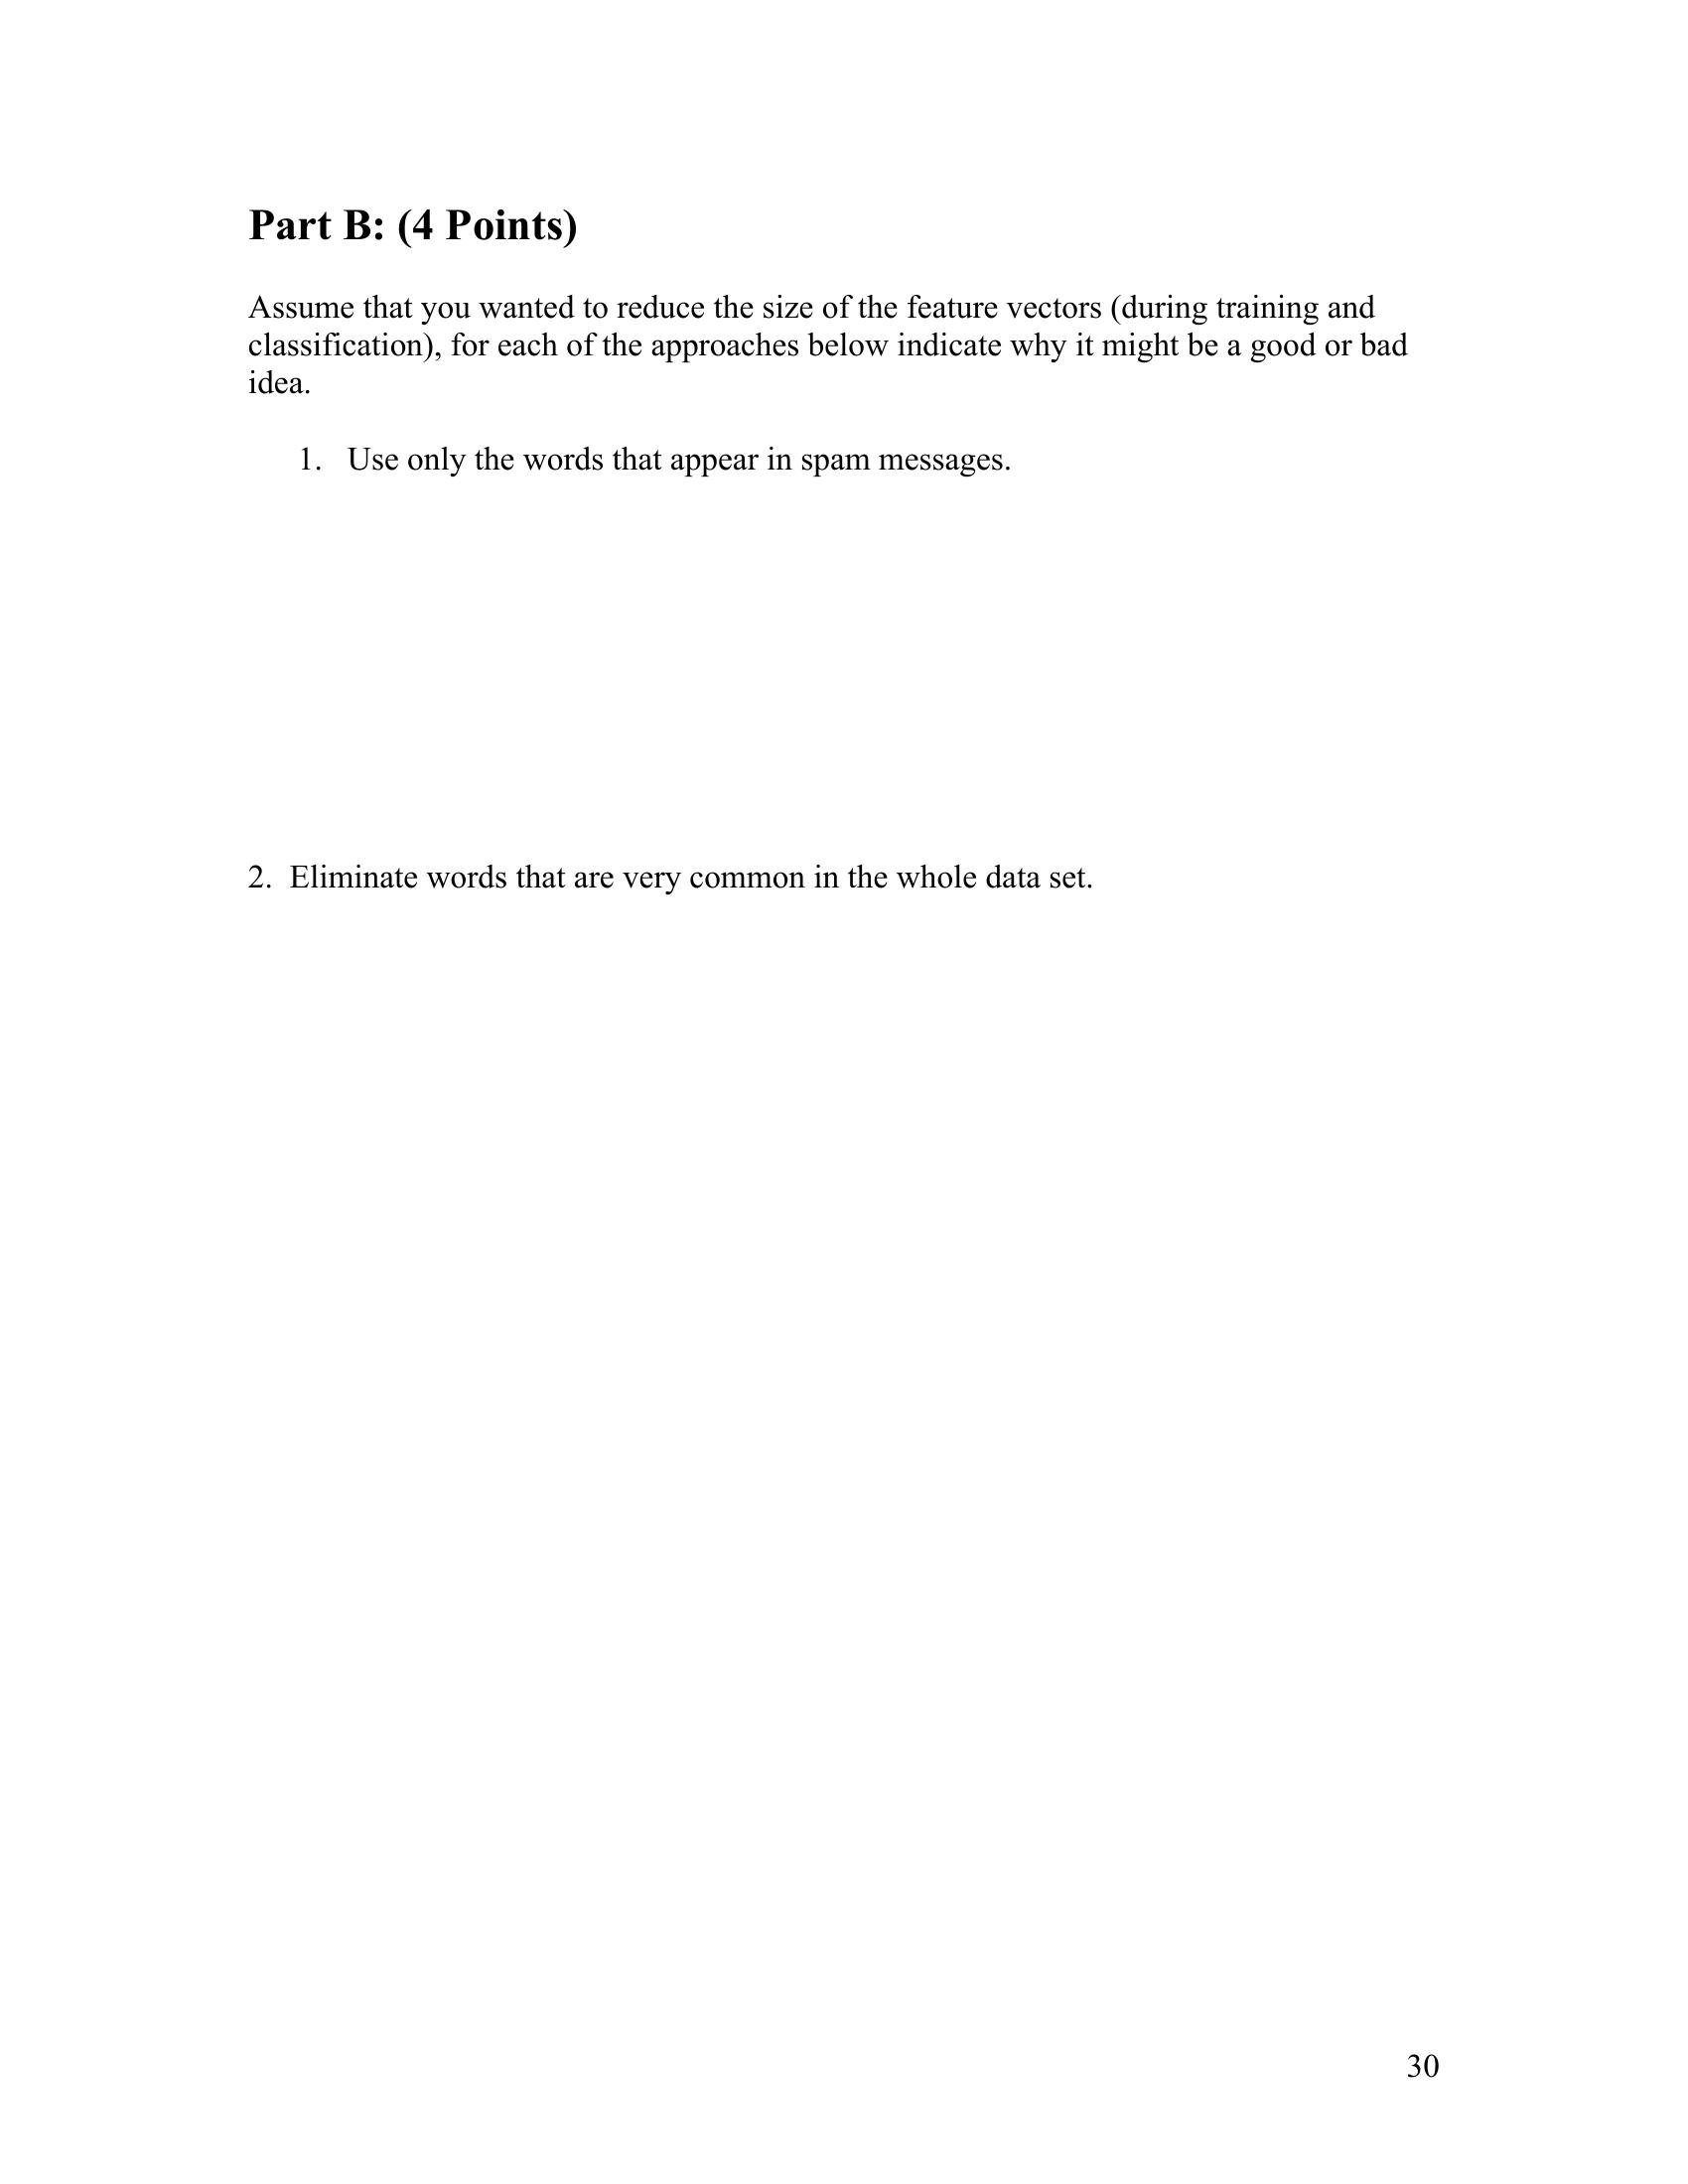 Part B: (4 Points)
Assume that you wanted to reduce the size of the feature vectors (during training and
classification), for each of the approaches below indicate why it might be a good or bad
idea.
1. Use only the words that appear in spam messages.
2. Eliminate words that are very common in the whole data set.
30